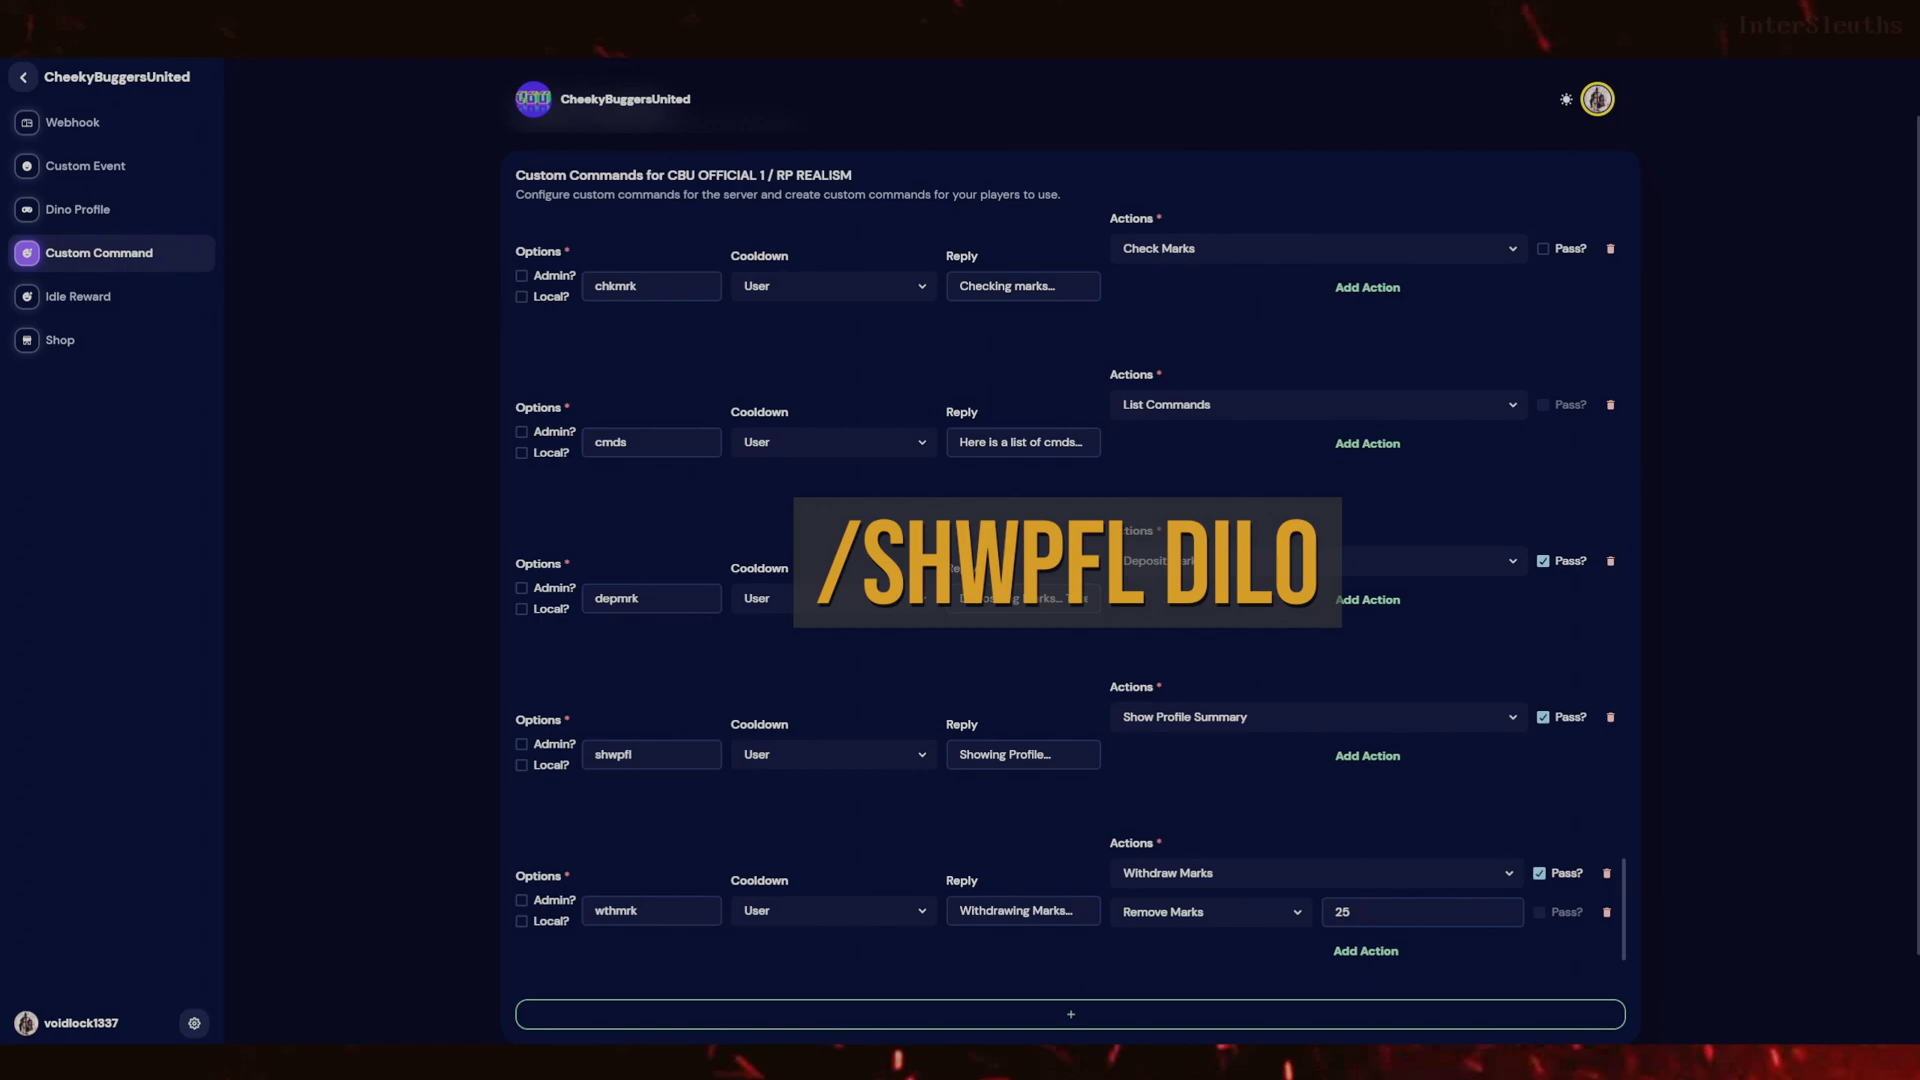 InterSleuths
CheekyBuggersUnited
Webhook
Custom Event
Dino Profile
Custom Command
Idle Reward
Shop
voidlock1337
CheekyBuggersUnited
Custom Commands for CBU OFFICIAL 1 / RP REALISM
Configure custom commands for the server and create custom commands for your players to use.
Options * Cooldown Reply Actions *
Admin? Local? chkmrk User Checking marks... Check Marks Pass?
Add Action
Options * Cooldown Reply Actions *
Admin? Local? cmds User Here is a list of cmds... List Commands Pass?
Add Action
/SHWPFL DILO
Options * Cooldown
Admin? Local? depmrk User Pass?
Add Action
Options * Cooldown Reply Actions *
Admin? Local? shwpfl User Showing Profile... Show Profile Summary Pass?
Add Action
Options * Cooldown Reply Actions *
Admin? Local? wthmrk User Withdrawing Marks... Withdraw Marks Pass?
Remove Marks 25 Pass?
Add Action
+